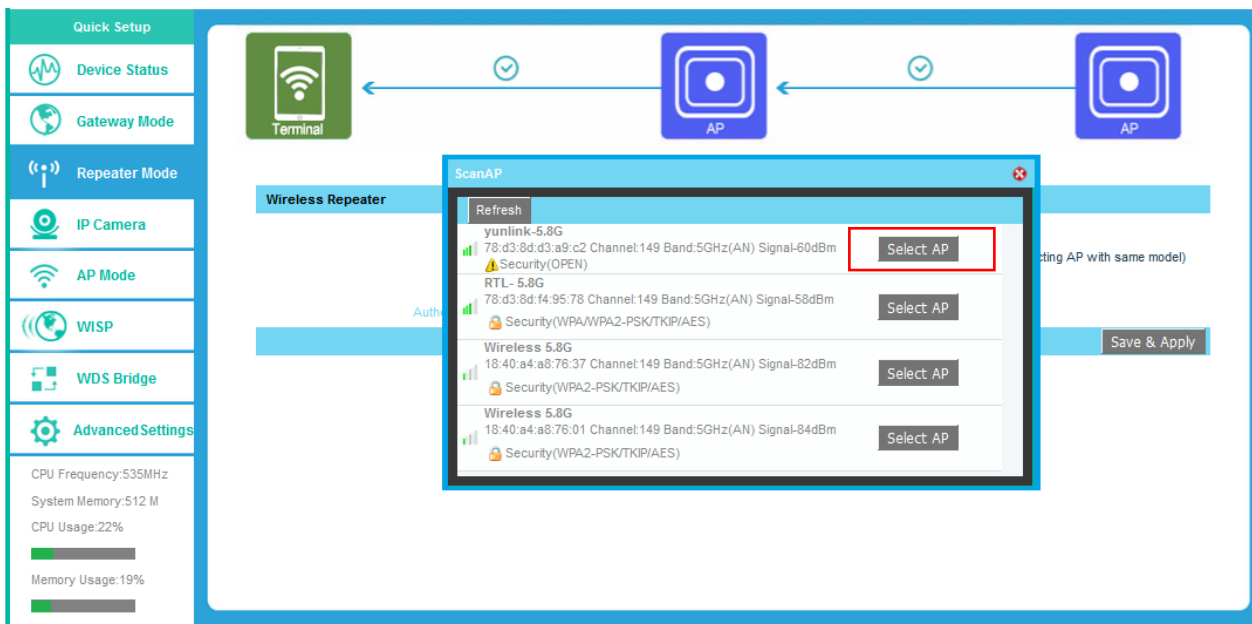 Quick Setup
Device Status
Gateway Mode
Repeater Mode
IP Camera
AP Mode
WISP
WDS Bridge
Advanced Settings
CPU Frequency:535MHz
System Memory:512 M
CPU Usage:22%
Memory Usage:19%
Terminal
AP
AP
Wireless Repeater
ScanAP
Refresh
yunlink-5.8G
78:d3:8d:d3:a9:c2 Channel:149 Band:5GHz(AN) Signal-60dBm
Security(OPEN)
Select AP
RTL- 5.8G
78:d3:8d:f4:95:78 Channel:149 Band:5GHz(AN) Signal-58dBm
Security(WPA/WPA2-PSK/TKIP/AES)
Select AP
Wireless 5.8G
18:40:a4:a8:76:37 Channel:149 Band:5GHz(AN) Signal-82dBm
Security(WPA2-PSK/TKIP/AES)
Select AP
Wireless 5.8G
18:40:a4:a8:76:01 Channel:149 Band:5GHz(AN) Signal-84dBm
Security(WPA2-PSK/TKIP/AES)
Select AP
AP with same model)
Save & Apply